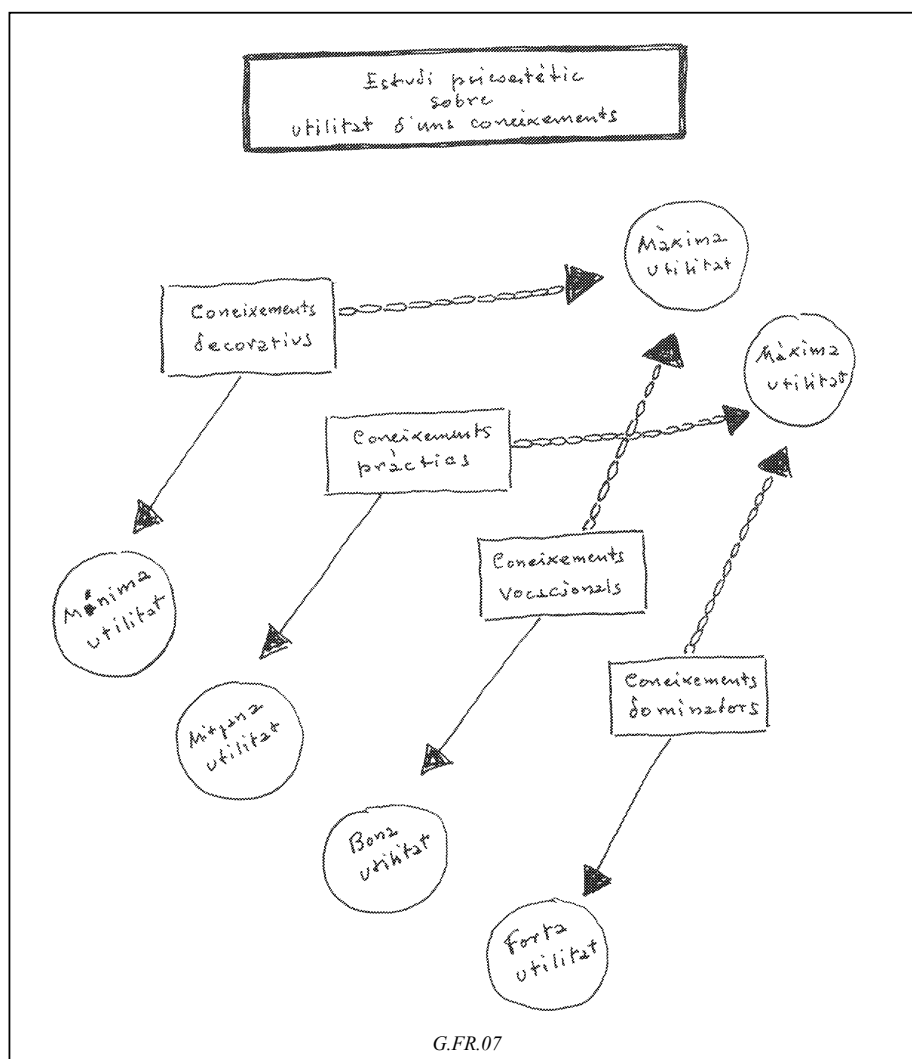 Estudi psicoestétic
sobre
utilitat d'uns coneixements
Màxima
utilitat
Coneixements
decoratius
Màxima
utilitat
Coneixements
pràctics
Coneixements
vocacionals
Mínima
utilitat
Coneixements
dominadors
Mitjana
utilitat
Bona
utilitat
Forta
utilitat
G.FR.07